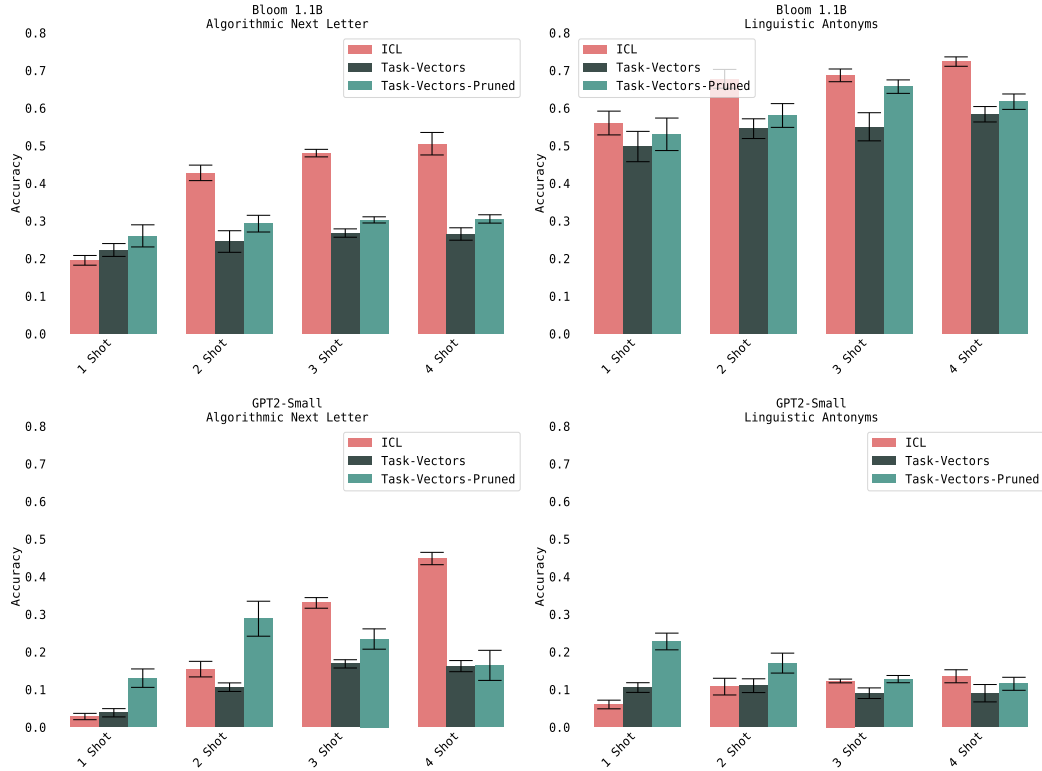 Bloom 1.1B
Algorithmic Next Letter
0.8
0.7
0.6
0.5
0.4
0.3
0.2
0.1
0.0
Accuracy
ICL
Task-Vectors
Task-Vectors-Pruned
1 Shot
2 Shot
3 Shot
4 Shot
Bloom 1.1B
Linguistic Antonyms
0.8
0.7
0.6
0.5
0.4
0.3
0.2
0.1
0.0
Accuracy
ICL
Task-Vectors
Task-Vectors-Pruned
1 Shot
2 Shot
3 Shot
4 Shot
GPT2-Small
Algorithmic Next Letter
0.8
0.7
0.6
0.5
0.4
0.3
0.2
0.1
0.0
Accuracy
ICL
Task-Vectors
Task-Vectors-Pruned
1 Shot
2 Shot
3 Shot
4 Shot
GPT2-Small
Linguistic Antonyms
0.8
0.7
0.6
0.5
0.4
0.3
0.2
0.1
0.0
Accuracy
ICL
Task-Vectors
Task-Vectors-Pruned
1 Shot
2 Shot
3 Shot
4 Shot